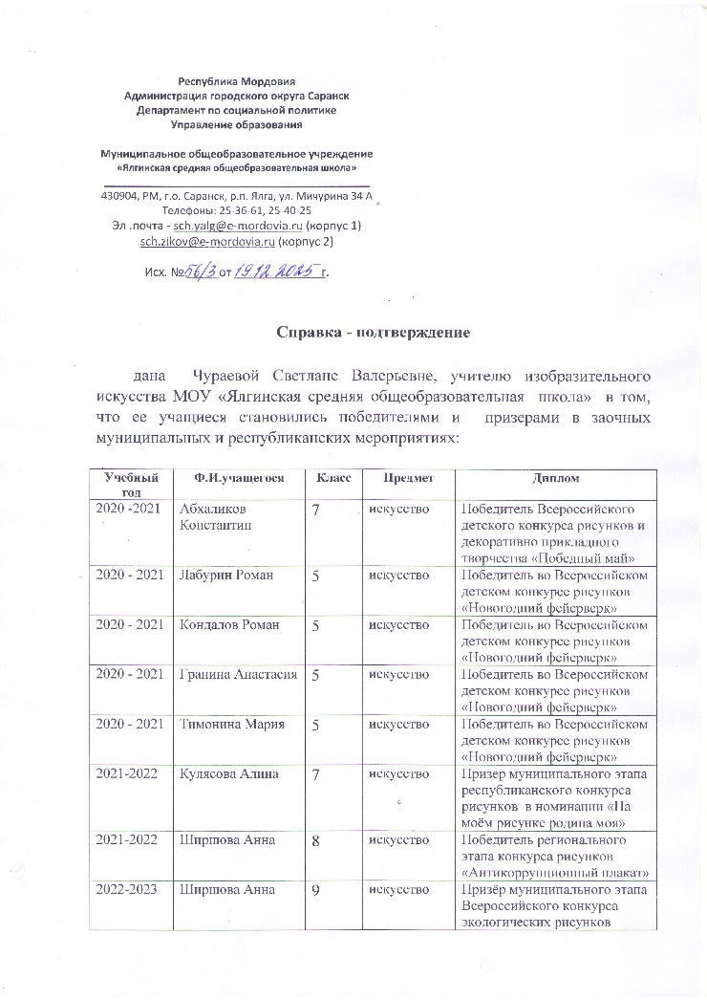 Республика Мордовия
Администрация городского округа Саранск
Департамент по социальной политике
Управление образования
Муниципальное общеобразовательное учреждение
«Ялгинская средняя общеобразовательная школа»
430904, РМ, г.о. Саранск, р.п. Ялга, ул. Мичурина 34 А
Телефоны: 25-36-61, 25-40-25
Эл .почта - sch.yalg@e-mordovia.ru (корпус 1)
sch.zikov@e-mordovia.ru (корпус 2)
Исх. №56/3 от 19.12.2025 г.
Справка - подтверждение
дана Чураевой Светлане Валерьевне, учителю изобразительного
искусства МОУ «Ялгинская средняя общеобразовательная школа» в том,
что ее учащиеся становились победителями и призерами в заочных
муниципальных и республиканских мероприятиях:
Учебный год | Ф.И.учащегося | Класс | Предмет | Диплом
2020 -2021 | Абхаликов Константин | 7 | искусство | Победитель Всероссийского
детского конкурса рисунков и
декоративно прикладного
творчества «Победный май»
2020 - 2021 | Лабурин Роман | 5 | искусство | Победитель во Всероссийском
детском конкурсе рисунков
«Новогодний фейерверк»
2020 - 2021 | Кондалов Роман | 5 | искусство | Победитель во Всероссийском
детском конкурсе рисунков
«Новогодний фейерверк»
2020 - 2021 | Гранина Анастасия | 5 | искусство | Победитель во Всероссийском
детском конкурсе рисунков
«Новогодний фейерверк»
2020 - 2021 | Тимонина Мария | 5 | искусство | Победитель во Всероссийском
детском конкурсе рисунков
«Новогодний фейерверк»
2021-2022 | Кулясова Алина | 7 | искусство | Призер муниципального этапа
республиканского конкурса
рисунков в номинации «На
моём рисунке родина моя»
2021-2022 | Ширшова Анна | 8 | искусство | Победитель регионального
этапа конкурса рисунков
«Антикоррупционный плакат»
2022-2023 | Ширшова Анна | 9 | искусство | Призёр муниципального этапа
Всероссийского конкурса
экологических рисунков